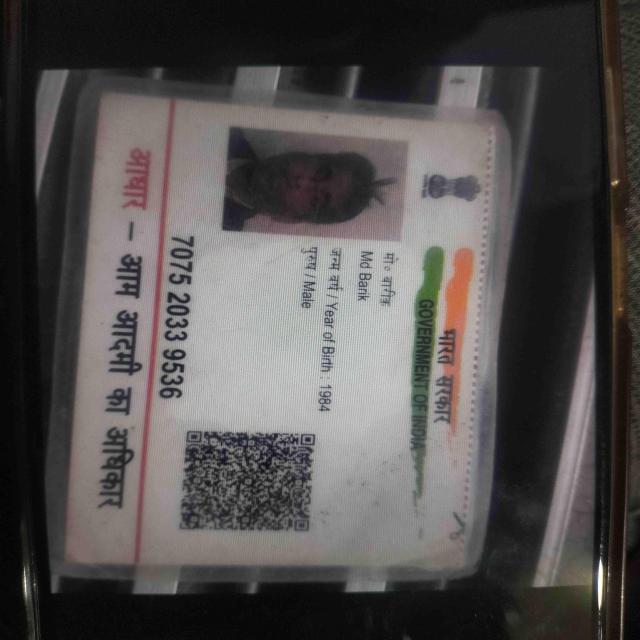 भारत सरकार
GOVERNMENT OF INDIA
मो० बारीक
Md Barik
जन्म वर्ष / Year of Birth : 1984
पुरुष / Male
7075 2033 9536
आधार – आम आदमी का अधिकार